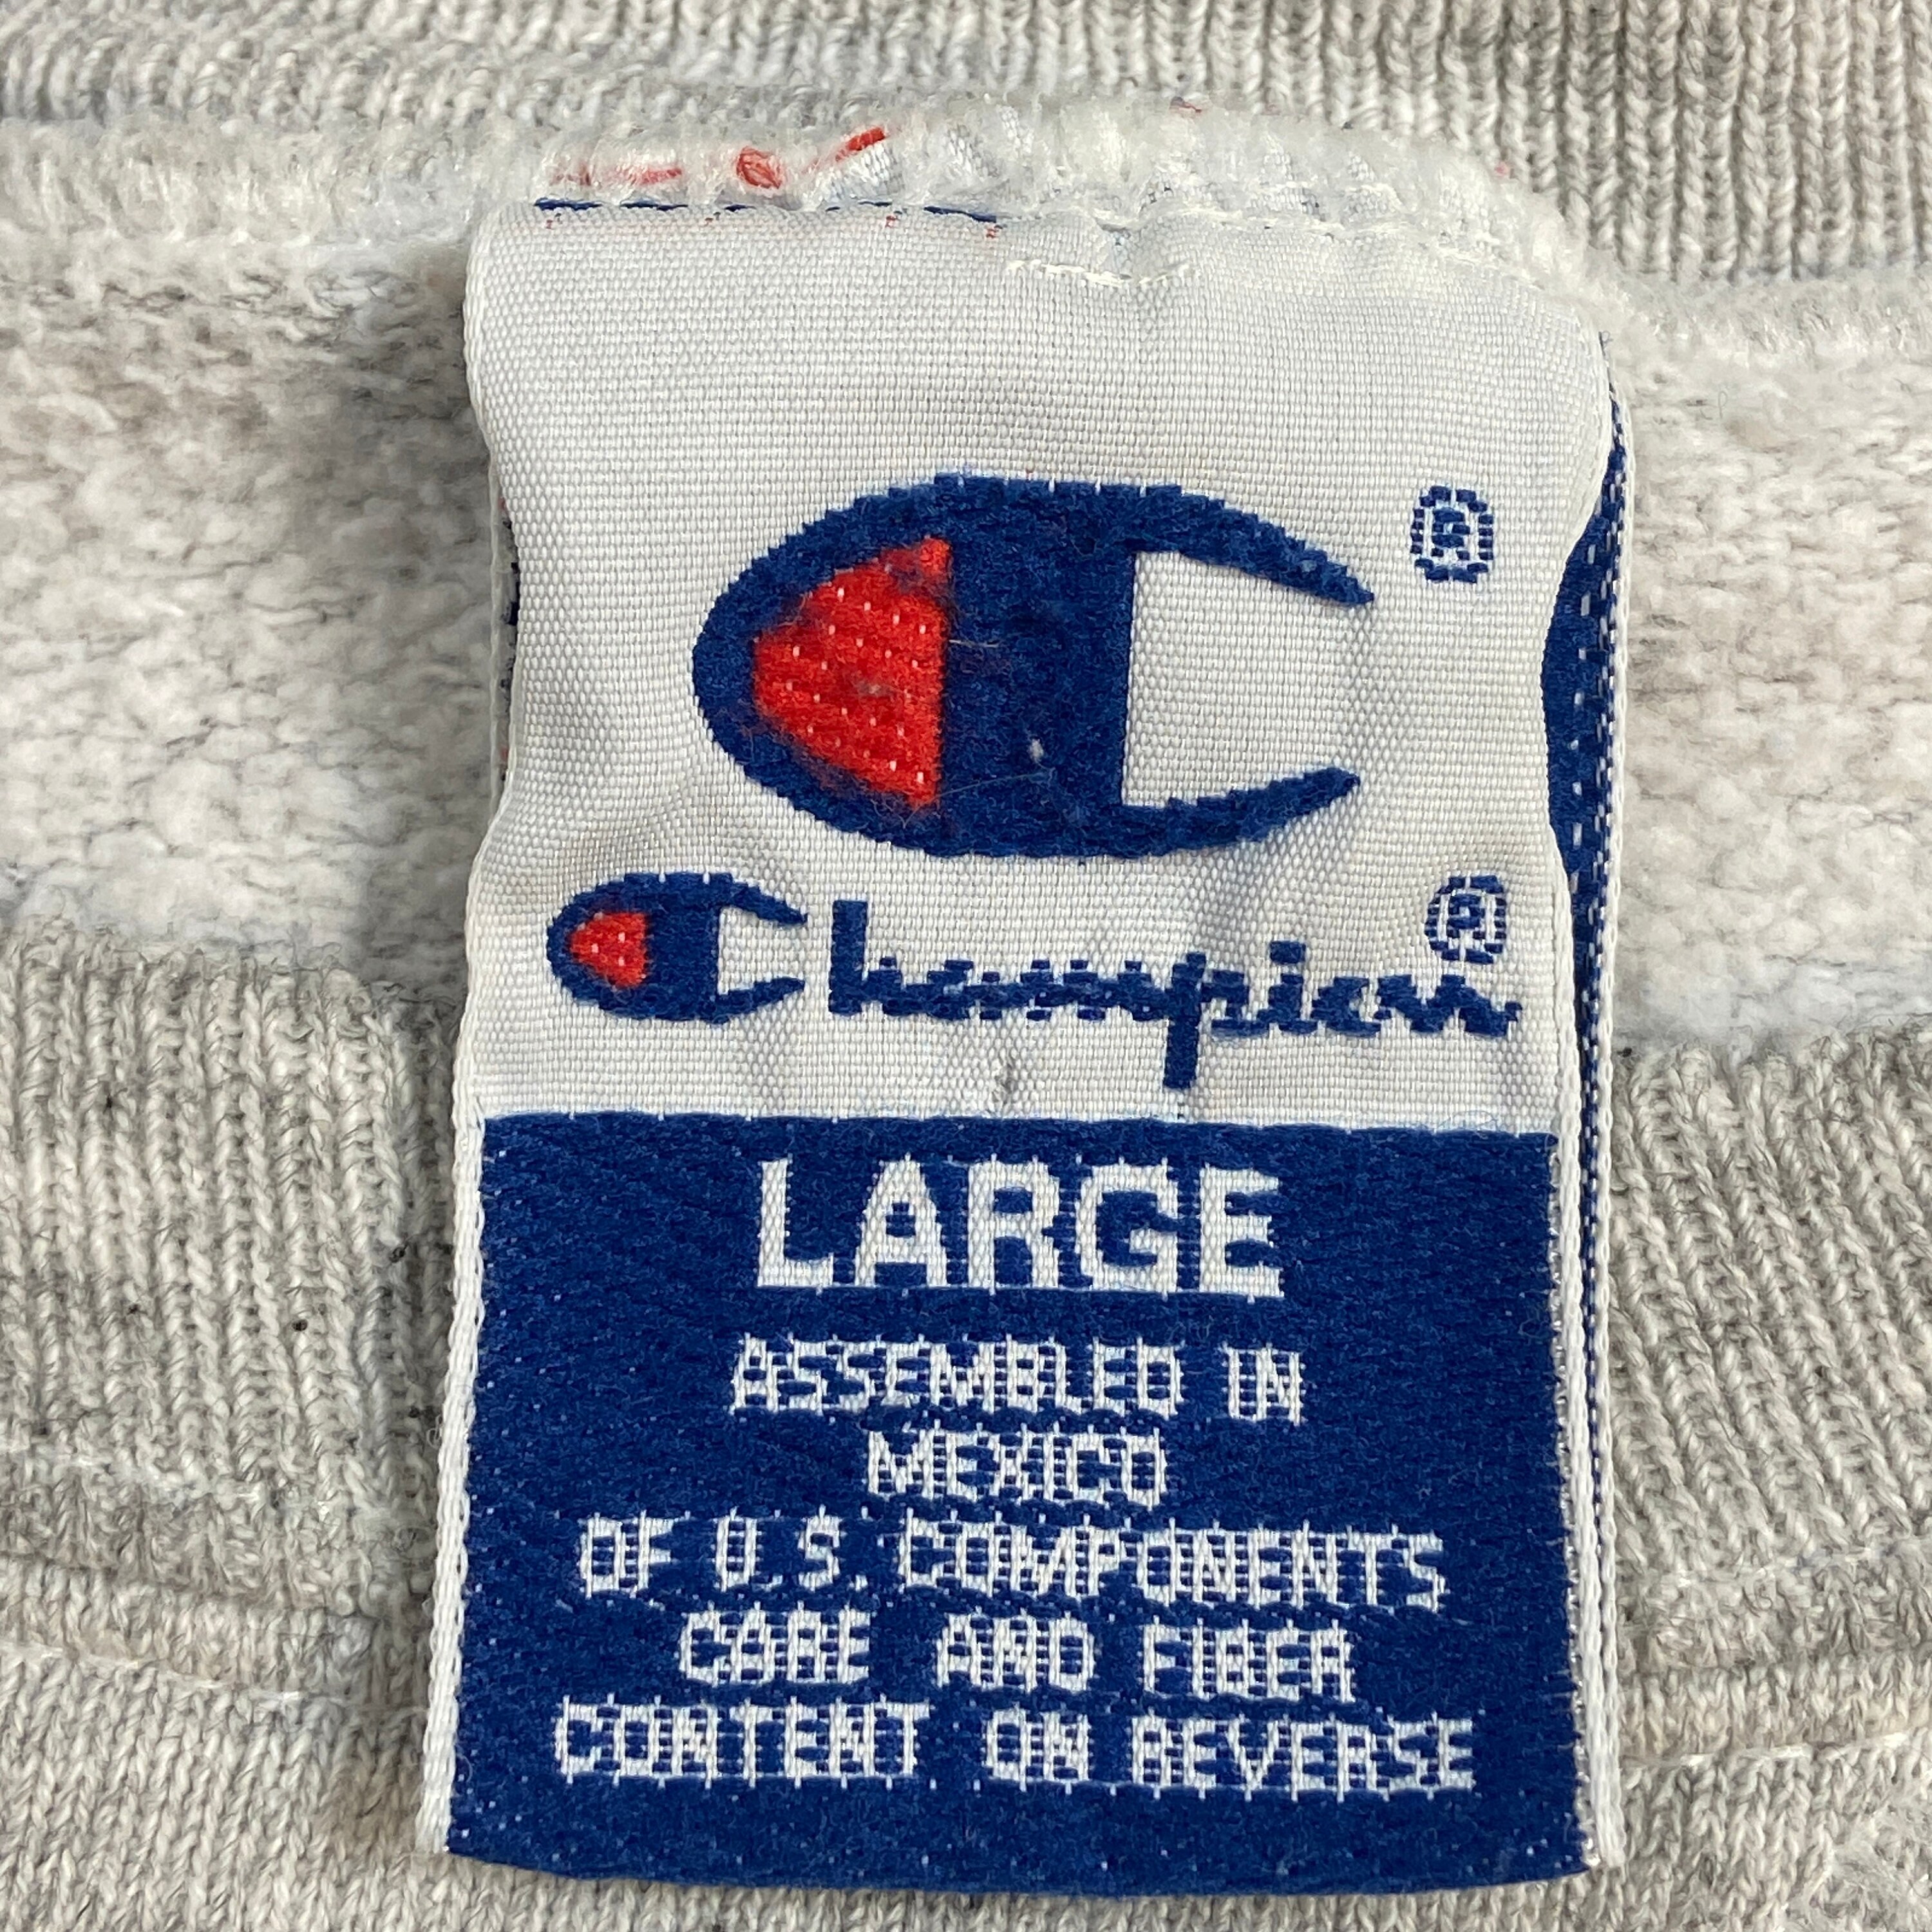 ®
Champion®
LARGE
ASSEMBLED IN
MEXICO
OF U.S. COMPONENTS
CARE AND FIBER
CONTENT ON REVERSE